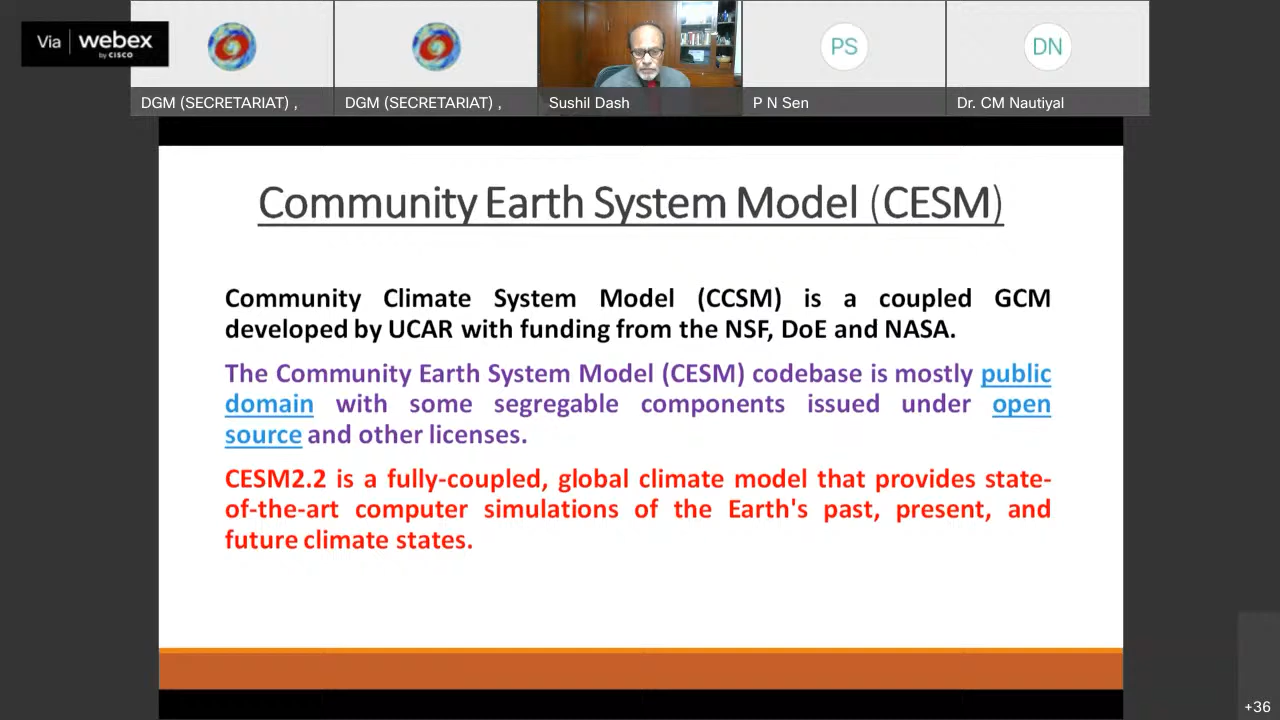 Via webex
by CISCO
PS
DN
DGM (SECRETARIAT) ,
DGM (SECRETARIAT) ,
Sushil Dash
P N Sen
Dr. CM Nautiyal
Community Earth System Model (CESM)
Community Climate System Model (CCSM) is a coupled GCM
developed by UCAR with funding from the NSF, DoE and NASA.
The Community Earth System Model (CESM) codebase is mostly public
domain with some segregable components issued under open
source and other licenses.
CESM2.2 is a fully-coupled, global climate model that provides state-
of-the-art computer simulations of the Earth's past, present, and
future climate states.
+36